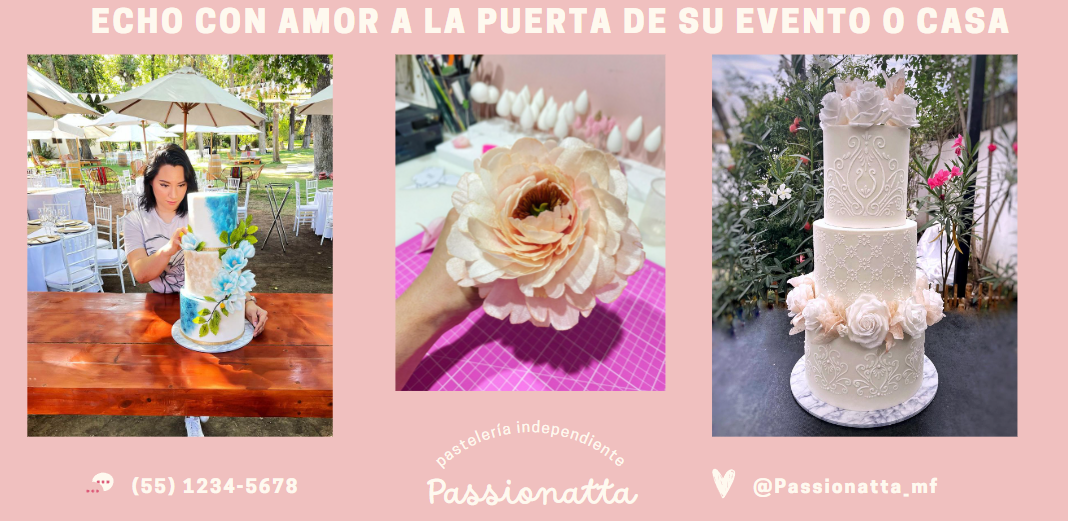 ECHO CON AMOR A LA PUERTA DE SU EVENTO O CASA
pastelería independiente
Passionatta
(55) 1234-5678
@Passionatta_mf